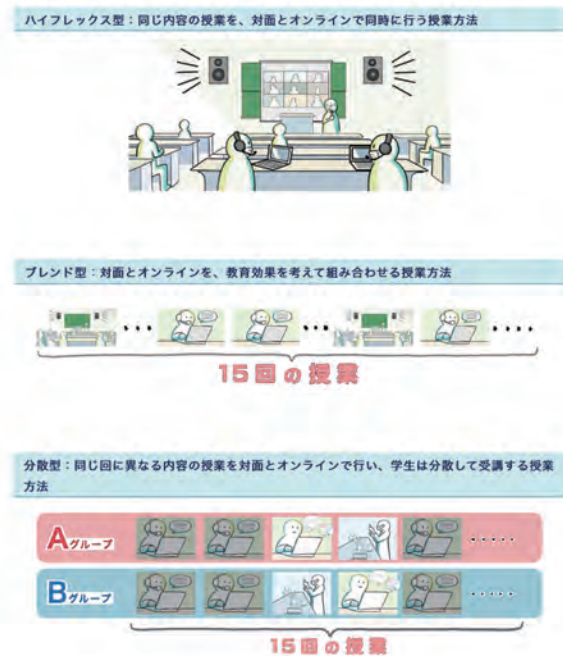 ハイフレックス型：同じ内容の授業を、対面とオンラインで同時に行う授業方法
ブレンド型：対面とオンラインを、教育効果を考えて組み合わせる授業方法
15回の授業
分散型：同じ回に異なる内容の授業を対面とオンラインで行い、学生は分散して受講する授業
方法
Aグループ
Bグループ
15回の授業